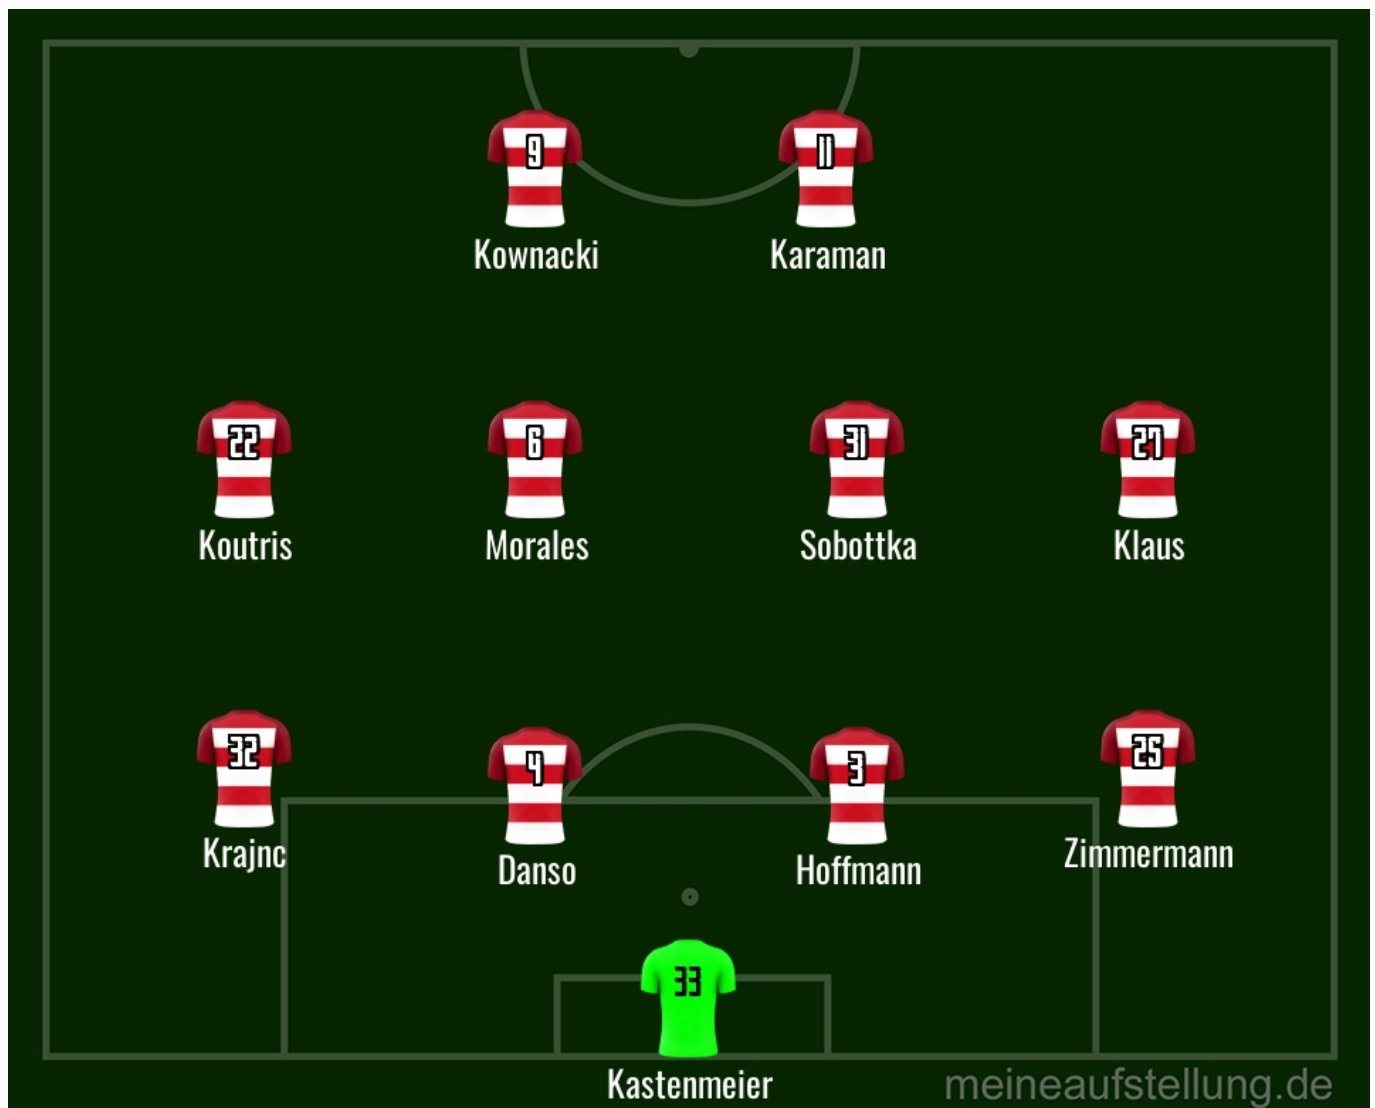 9
11
Kownacki
Karaman
22
6
31
27
Koutris
Morales
Sobottka
Klaus
32
4
3
25
Krajnc
Danso
Hoffmann
Zimmermann
33
Kastenmeier
meineaufstellung.de